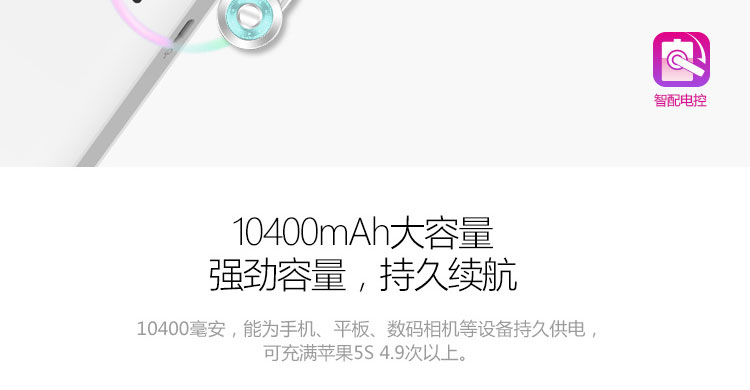 智配电控
10400mAh大容量
强劲容量，持久续航
10400毫安，能为手机、平板、数码相机等设备持久供电，
可充满苹果5S 4.9次以上。